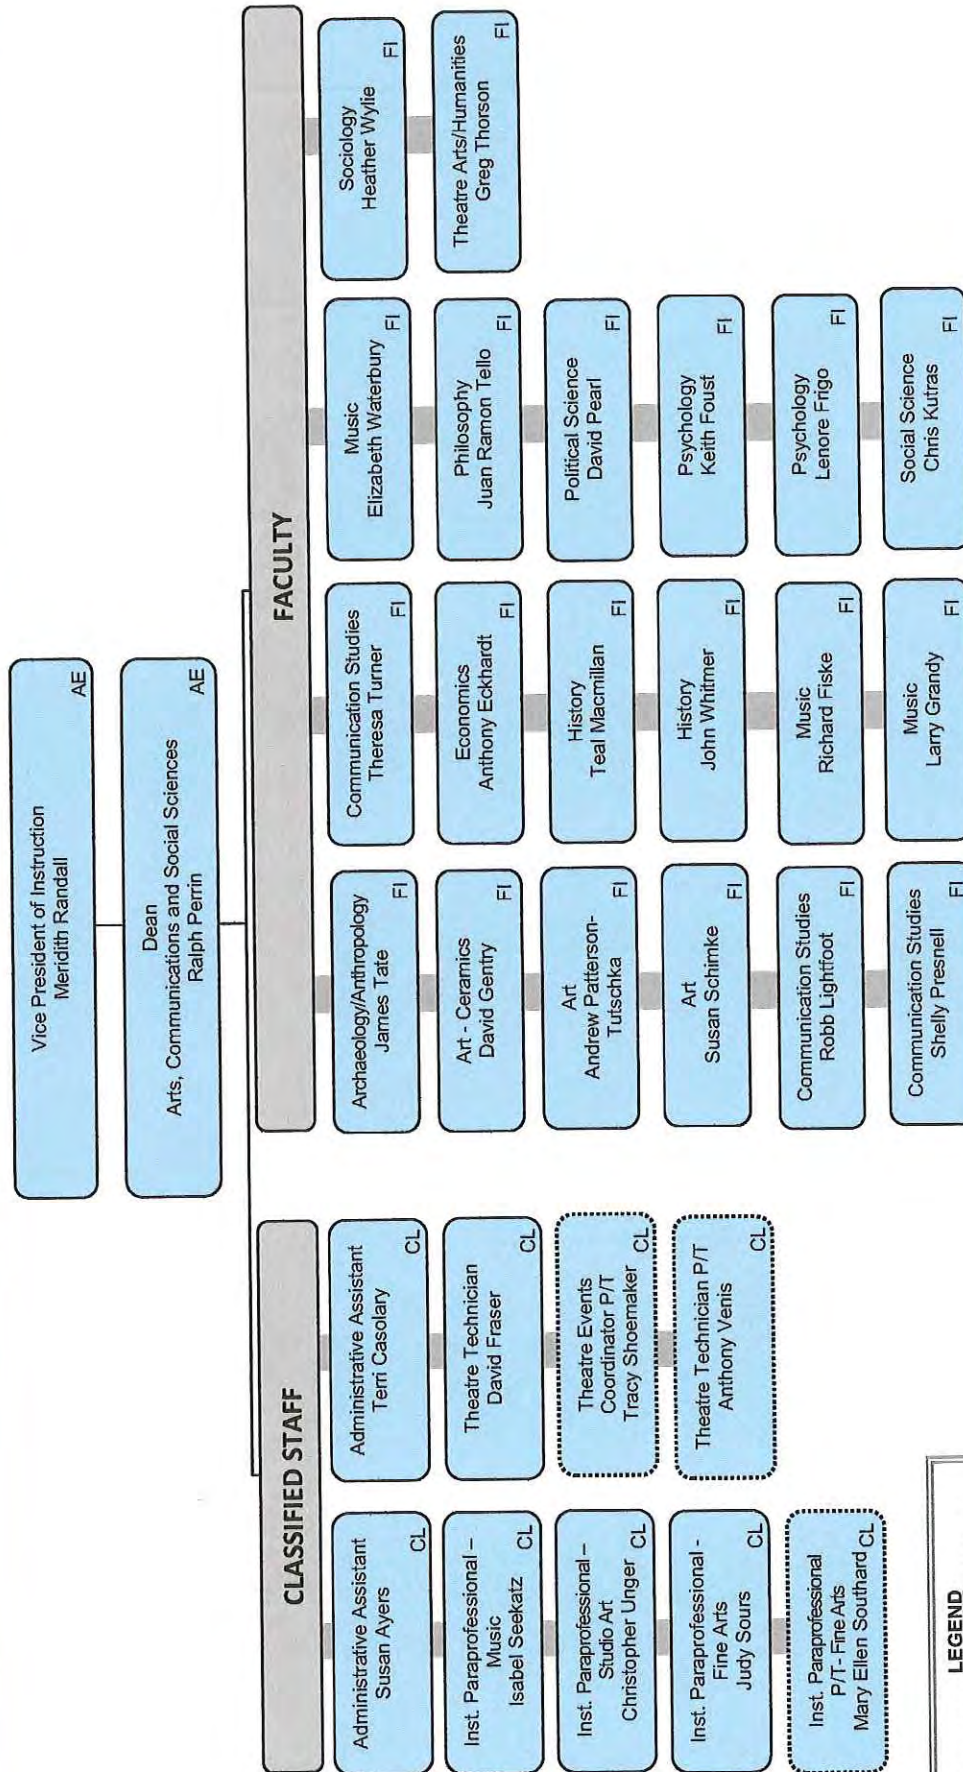 Vice President of Instruction
Meridith Randall
AE
Dean
Arts, Communications and Social Sciences
Ralph Perrin
AE
CLASSIFIED STAFF
Administrative Assistant
Susan Ayers
CL
Inst. Paraprofessional –
Music
Isabel Seekatz
CL
Inst. Paraprofessional –
Studio Art
Christopher Unger
CL
Inst. Paraprofessional -
Fine Arts
Judy Sours
CL
Inst. Paraprofessional
P/T- Fine Arts
Mary Ellen Southard
CL
Administrative Assistant
Terri Casolary
CL
Theatre Technician
David Fraser
CL
Theatre Events
Coordinator P/T
Tracy Shoemaker
CL
Theatre Technician P/T
Anthony Venis
CL
FACULTY
Archaeology/Anthropology
James Tate
FI
Art - Ceramics
David Gentry
FI
Art
Andrew Patterson-
Tutschka
FI
Art
Susan Schimke
FI
Communication Studies
Robb Lightfoot
FI
Communication Studies
Shelly Presnell
FI
Communication Studies
Theresa Turner
FI
Economics
Anthony Eckhardt
FI
History
Teal Macmillan
FI
History
John Whitmer
FI
Music
Richard Fiske
FI
Music
Larry Grandy
FI
Music
Elizabeth Waterbury
FI
Philosophy
Juan Ramon Tello
FI
Political Science
David Pearl
FI
Psychology
Keith Foust
FI
Psychology
Lenore Frigo
FI
Social Science
Chris Kutras
FI
Sociology
Heather Wylie
FI
Theatre Arts/Humanities
Greg Thorson
FI
LEGEND